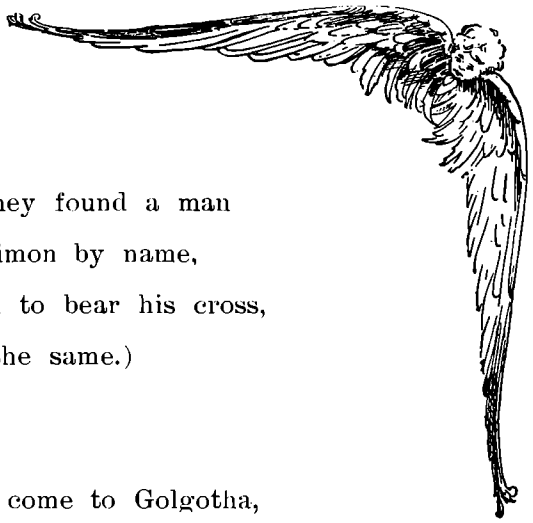 hey found a man
imon by name,
to bear his cross,
he same.)
come to Golgotha,